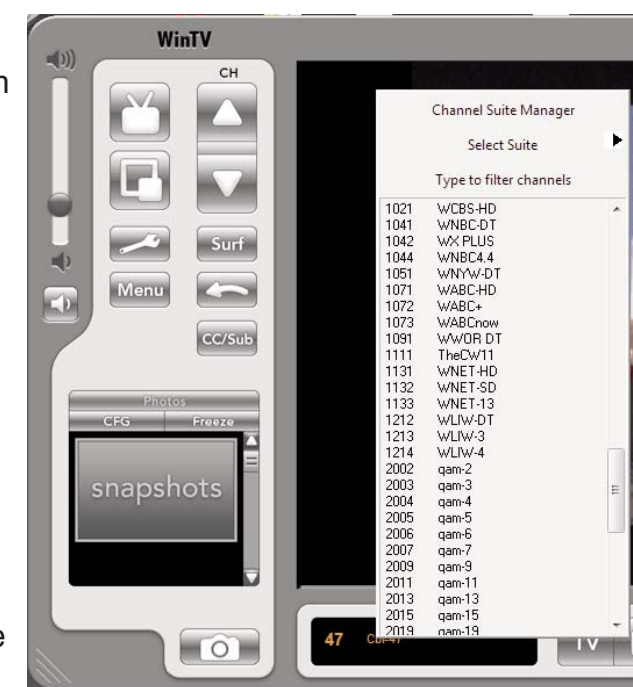 WinTV
CH
Surf
Menu
CC/Sub
Photos
CFG Freeze
snapshots
Channel Suite Manager
Select Suite
Type to filter channels
1021 WCBS-HD
1041 WNBC-DT
1042 WX PLUS
1044 WNBC4.4
1051 WNYW-DT
1071 WABC-HD
1072 WABC+
1073 WABCnow
1091 WWOR DT
1111 TheCW11
1131 WNET-HD
1132 WNET-SD
1133 WNET-13
1212 WLIW-DT
1213 WLIW-3
1214 WLIW-4
2002 qam-2
2003 qam-3
2004 qam-4
2005 qam-5
2006 qam-6
2007 qam-7
2009 qam-9
2011 qam-11
2013 qam-13
2015 qam-15
2019 qam-19
47
TV